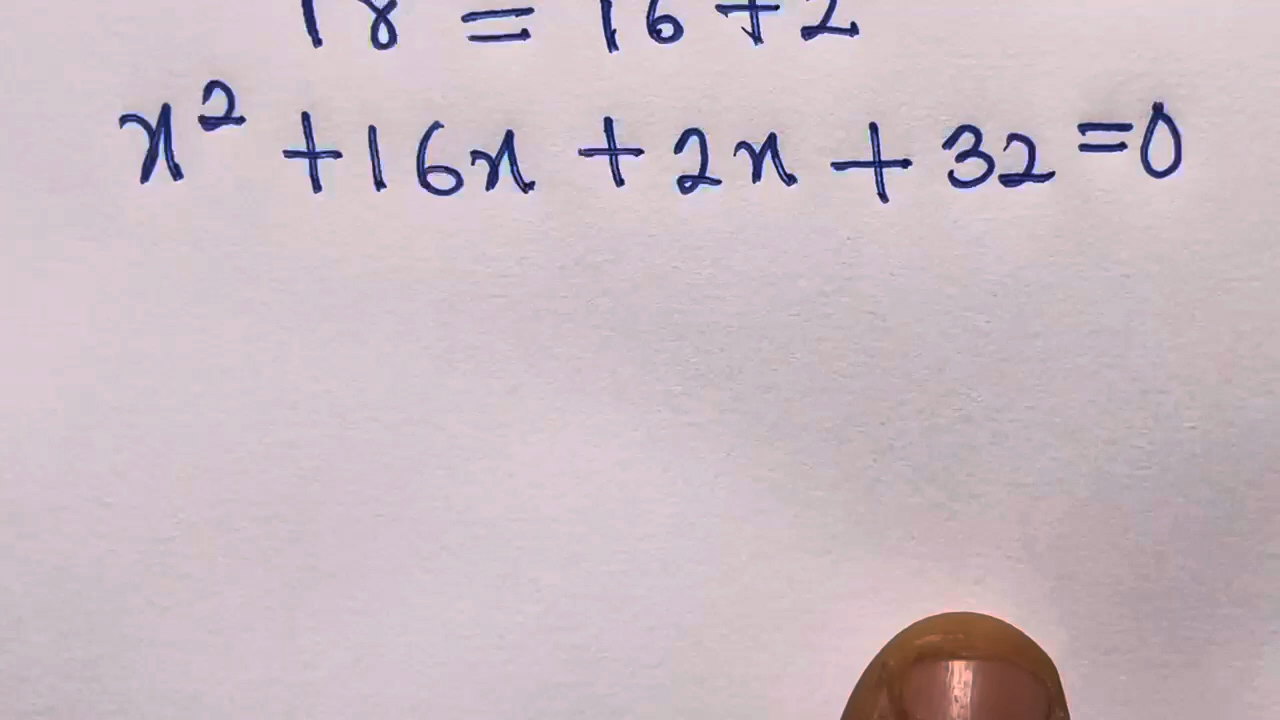 18 = 16 + 2
x² + 16x + 2x + 32 = 0